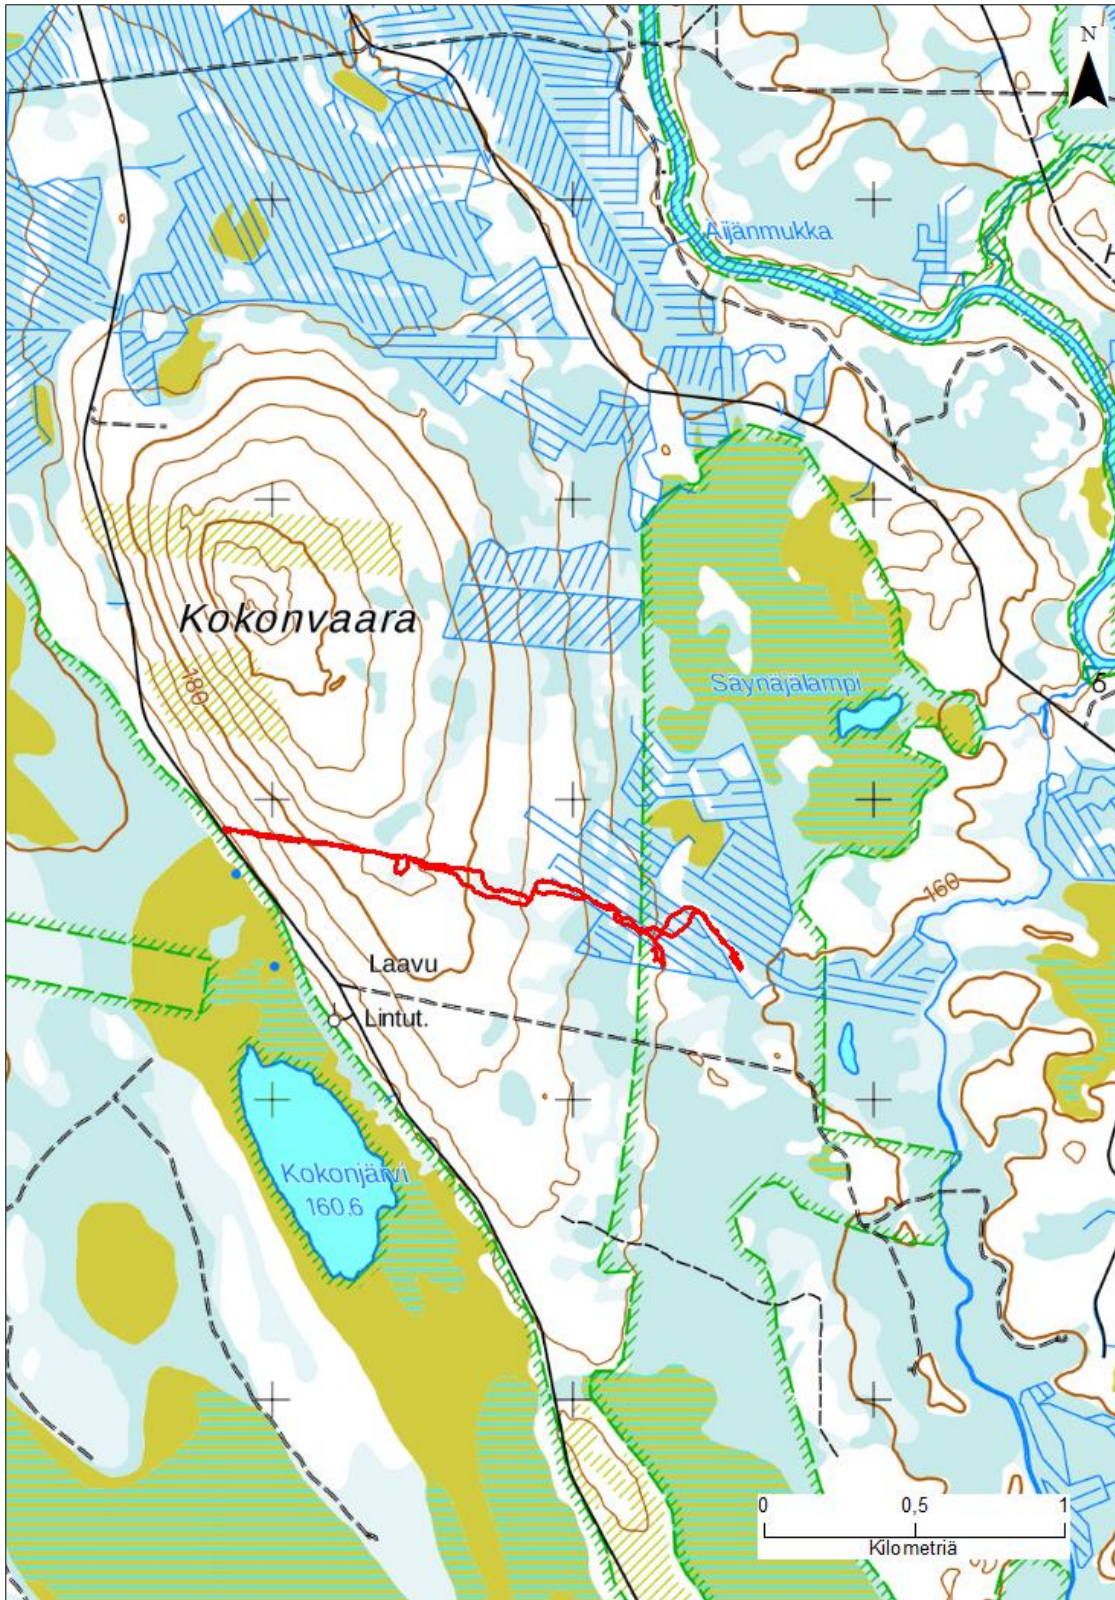 N
Äijänmukka
Kokonvaara
180
Säynäjälampi
160
Laavu
Lintut.
Kokonjärvi
160.6
0 0,5 1
Kilometriä